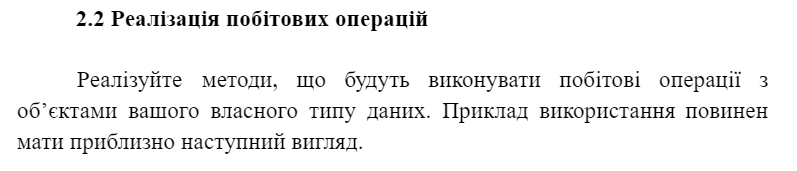 2.2 Реалізація побітових операцій
Реалізуйте методи, що будуть виконувати побітові операції з
об’єктами вашого власного типу даних. Приклад використання повинен
мати приблизно наступний вигляд.